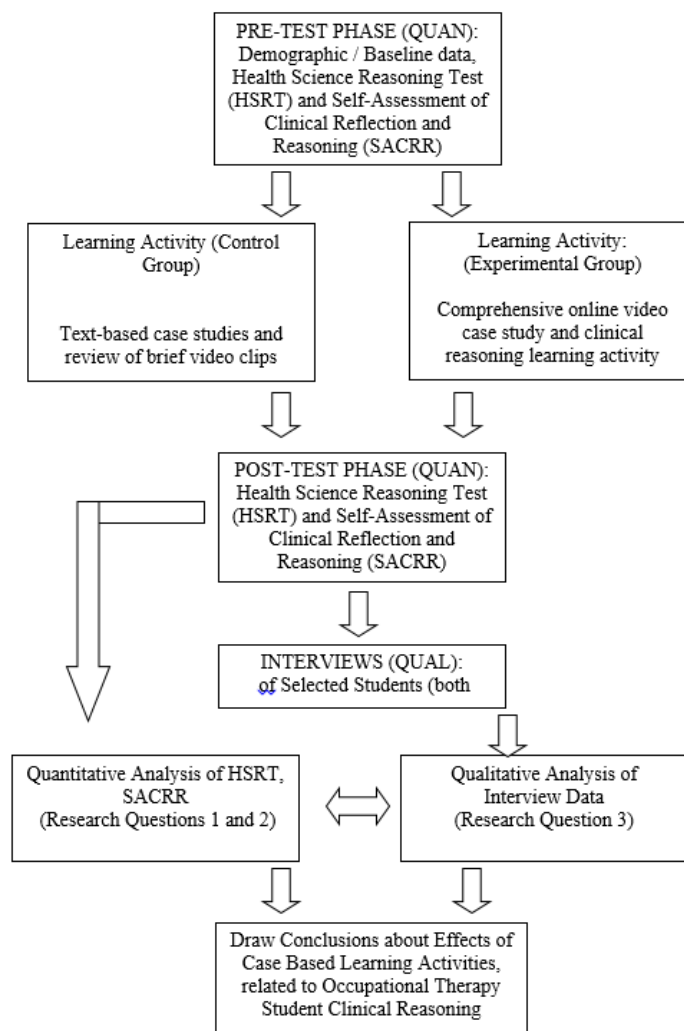 PRE-TEST PHASE (QUAN):
Demographic / Baseline data,
Health Science Reasoning Test
(HSRT) and Self-Assessment of
Clinical Reflection and
Reasoning (SACRR)
Learning Activity (Control
Group)
Text-based case studies and
review of brief video clips
Learning Activity:
(Experimental Group)
Comprehensive online video
case study and clinical
reasoning learning activity
POST-TEST PHASE (QUAN):
Health Science Reasoning Test
(HSRT) and Self-Assessment of
Clinical Reflection and
Reasoning (SACRR)
INTERVIEWS (QUAL):
of Selected Students (both
Quantitative Analysis of HSRT,
SACRR
(Research Questions 1 and 2)
Qualitative Analysis of
Interview Data
(Research Question 3)
Draw Conclusions about Effects of
Case Based Learning Activities,
related to Occupational Therapy
Student Clinical Reasoning